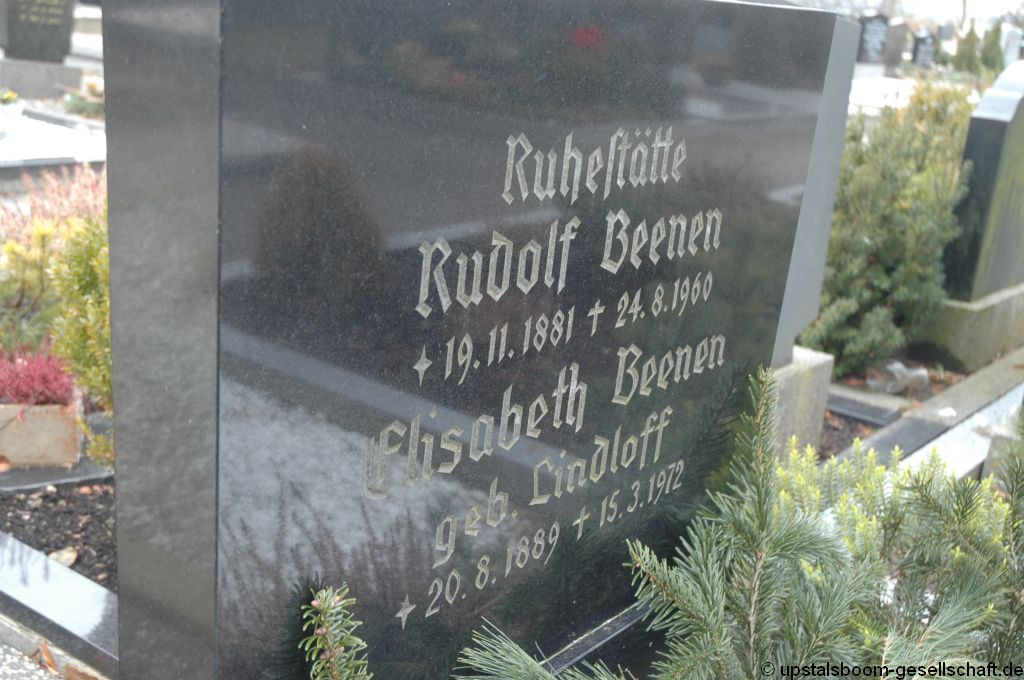 Ruheſtätte
Rudolf Beenen
✦ 19. 11. 1881 † 24. 8. 1960
Elisabeth Beenen
geb. Lindloff
✦ 20. 8. 1889 † 15. 3. 1972
© upstalsboom-gesellschaft.de